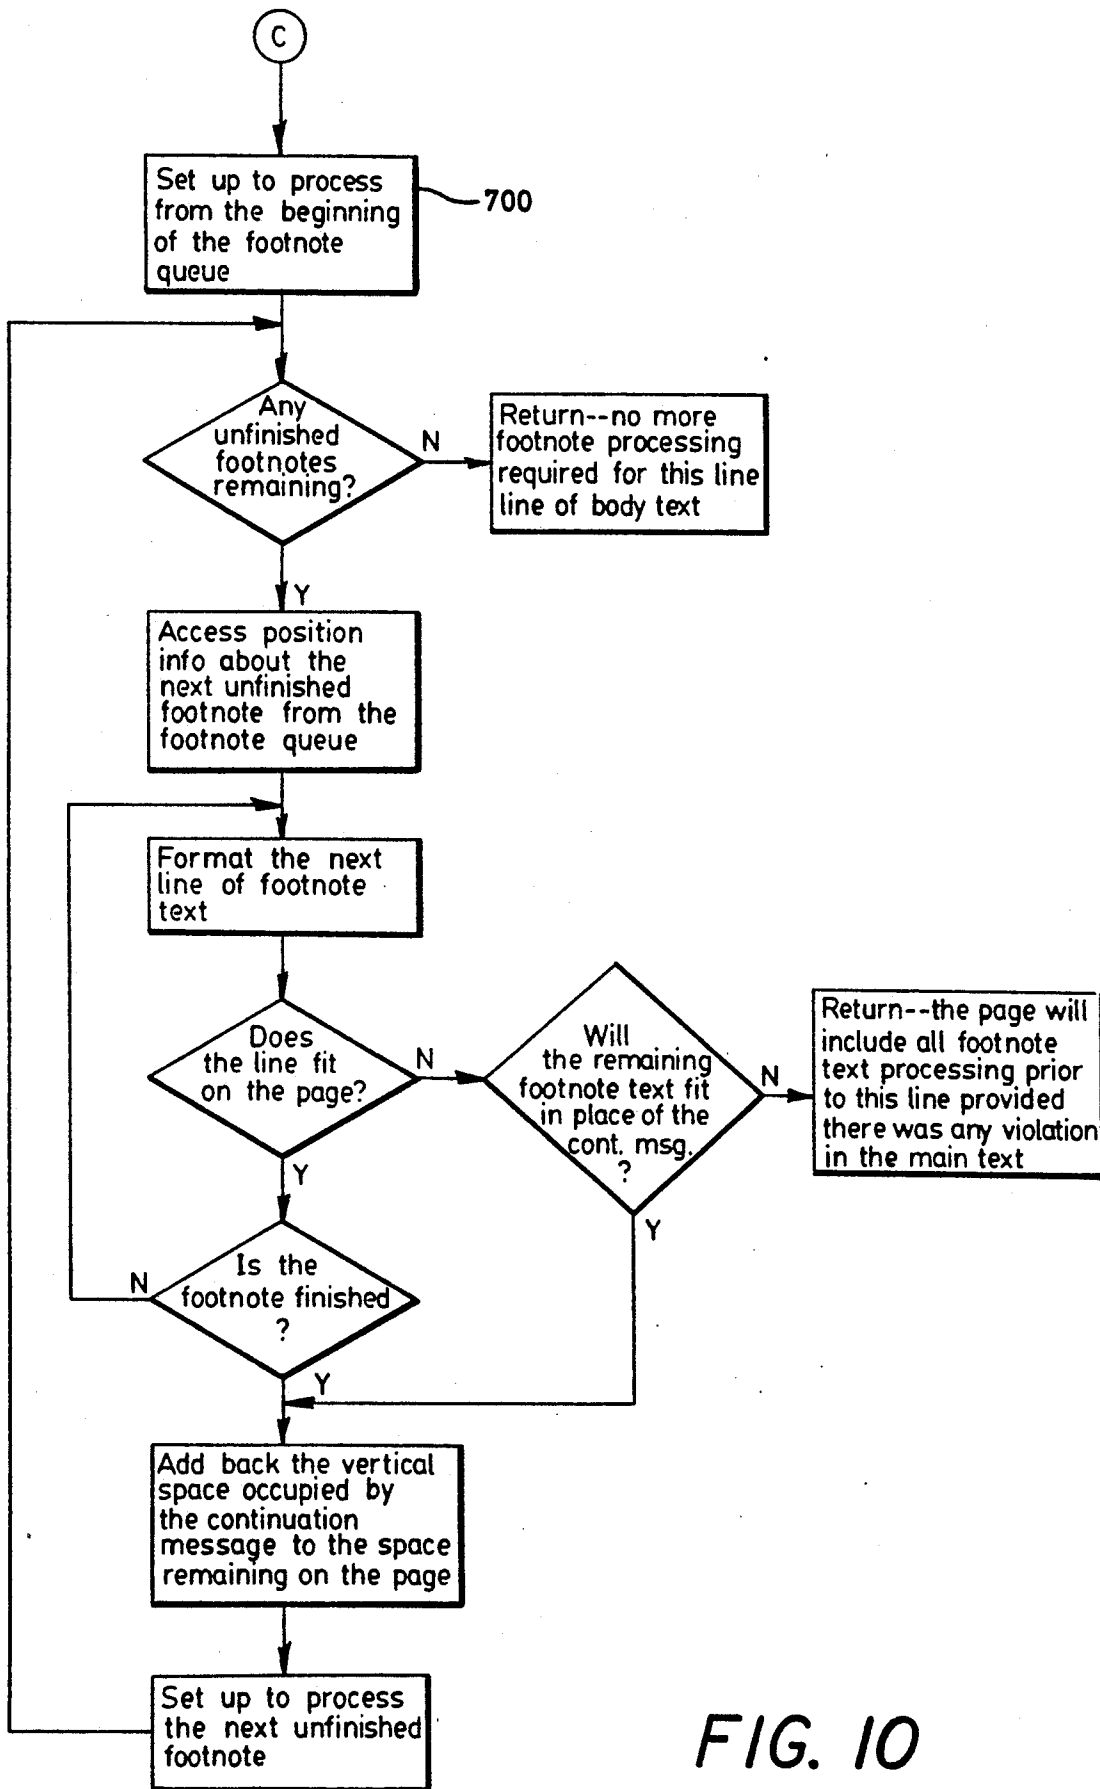 C
Set up to process
from the beginning
of the footnote
queue
700
Any
unfinished
footnotes
remaining?
N
Return--no more
footnote processing
required for this line
line of body text
Y
Access position
info about the
next unfinished
footnote from the
footnote queue
Format the next
line of footnote
text
Does
the line fit
on the page?
N
Will
the remaining
footnote text fit
in place of the
cont. msg.
?
N
Return--the page will
include all footnote
text processing prior
to this line provided
there was any violation
in the main text
Y
Y
Is the
footnote finished
?
N
Y
Add back the vertical
space occupied by
the continuation
message to the space
remaining on the page
Set up to process
the next unfinished
footnote
FIG. 10